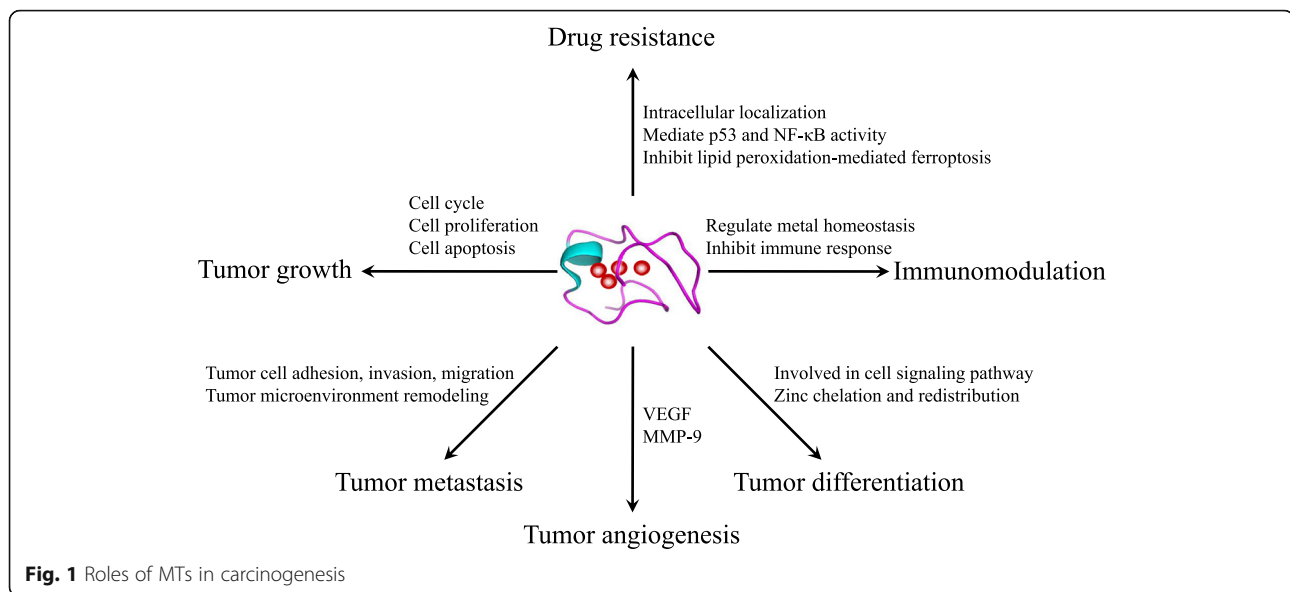 Drug resistance
Intracellular localization
Mediate p53 and NF-κB activity
Inhibit lipid peroxidation-mediated ferroptosis
Cell cycle
Cell proliferation
Cell apoptosis
Tumor growth
Regulate metal homeostasis
Inhibit immune response
Immunomodulation
Tumor cell adhesion, invasion, migration
Tumor microenvironment remodeling
Tumor metastasis
VEGF
MMP-9
Tumor angiogenesis
Involved in cell signaling pathway
Zinc chelation and redistribution
Tumor differentiation
Fig. 1 Roles of MTs in carcinogenesis